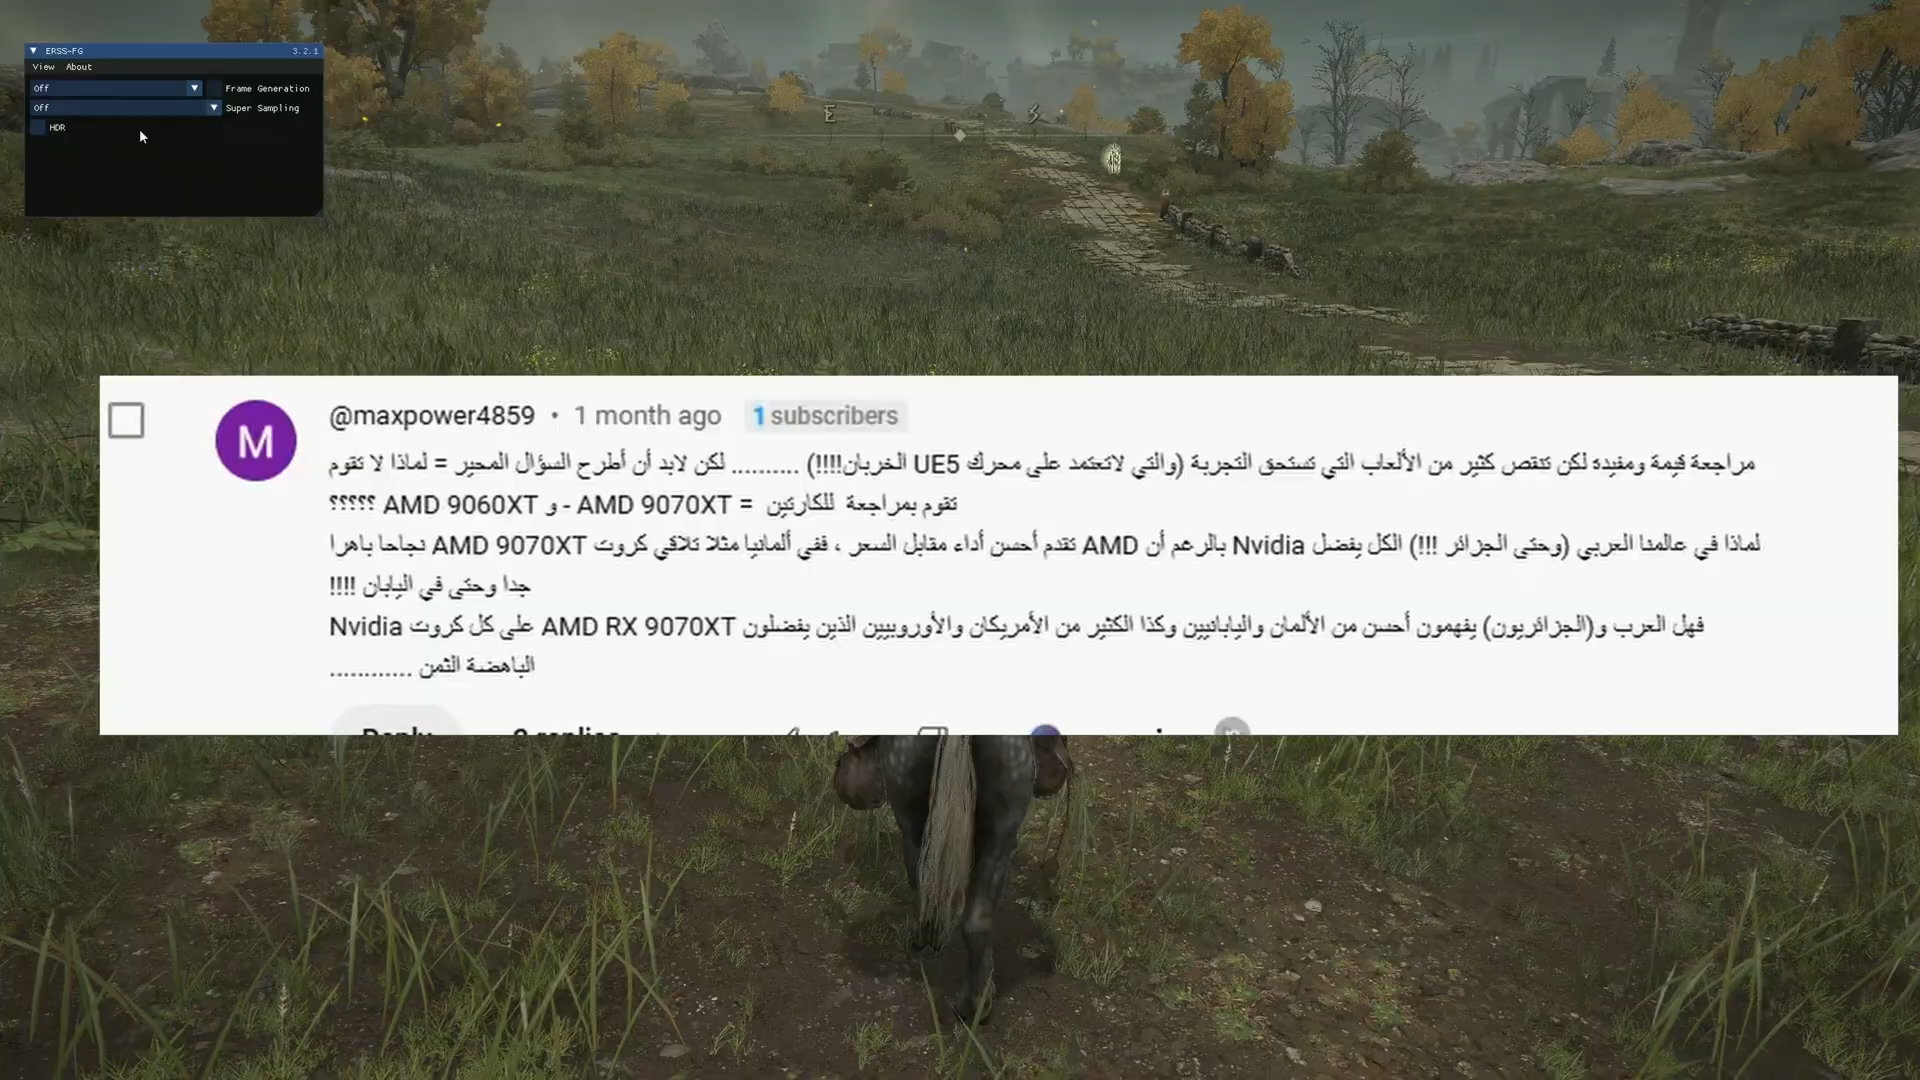 ERSS-FG 3.2.1
View About
Off Frame Generation
Off Super Sampling
HDR
E S
@maxpower4859 • 1 month ago 1 subscribers
مراجعة قيمة ومفيده لكن تنقص كثير من الألعاب التي تستحق التجربة (والتي لاتعتمد على محرك UE5 الخربان!!!!) .......... لكن لابد أن أطرح السؤال المحير = لماذا لا تقوم
تقوم بمراجعة للكارتين = AMD 9070XT - و AMD 9060XT ؟؟؟؟؟
لماذا في عالمنا العربي (وحتى الجزائر !!!) الكل يفضل Nvidia بالرغم أن AMD تقدم أحسن أداء مقابل السعر ، ففي ألمانيا مثلا تلاقي كروت AMD 9070XT نجاحا باهرا
جدا وحتى في اليابان !!!!
فهل العرب و(الجزائريون) يفهمون أحسن من الألمان واليابانيين وكذا الكثير من الأمريكان والأوروبيين الذين يفضلون AMD RX 9070XT على كل كروت Nvidia
الباهضة الثمن ............
Reply 2 replies